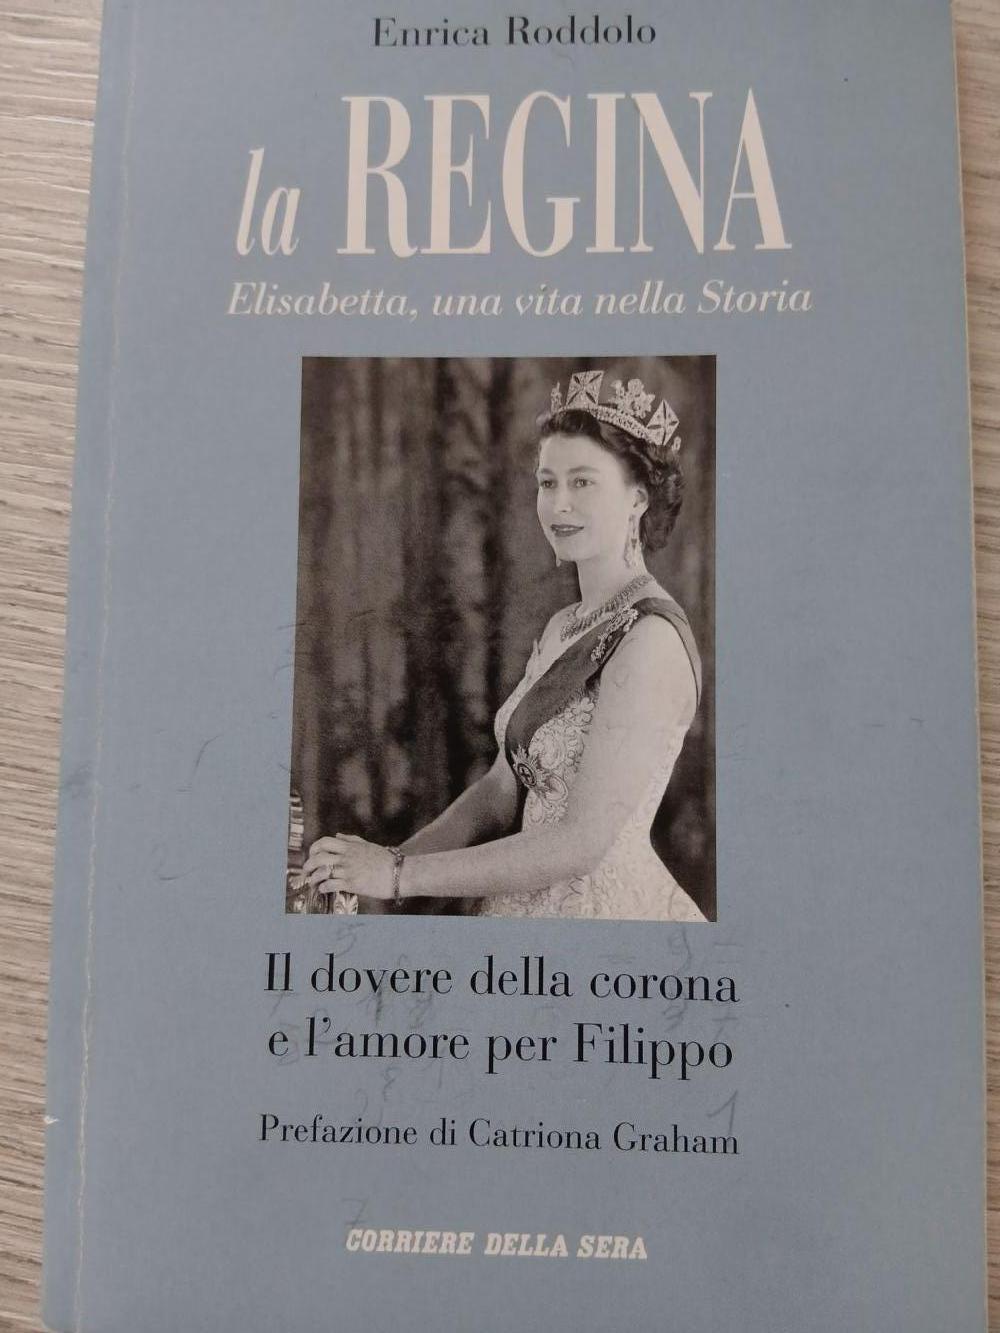 Enrica Roddolo
la REGINA
Elisabetta, una vita nella Storia
Il dovere della corona
e l'amore per Filippo
Prefazione di Catriona Graham
CORRIERE DELLA SERA